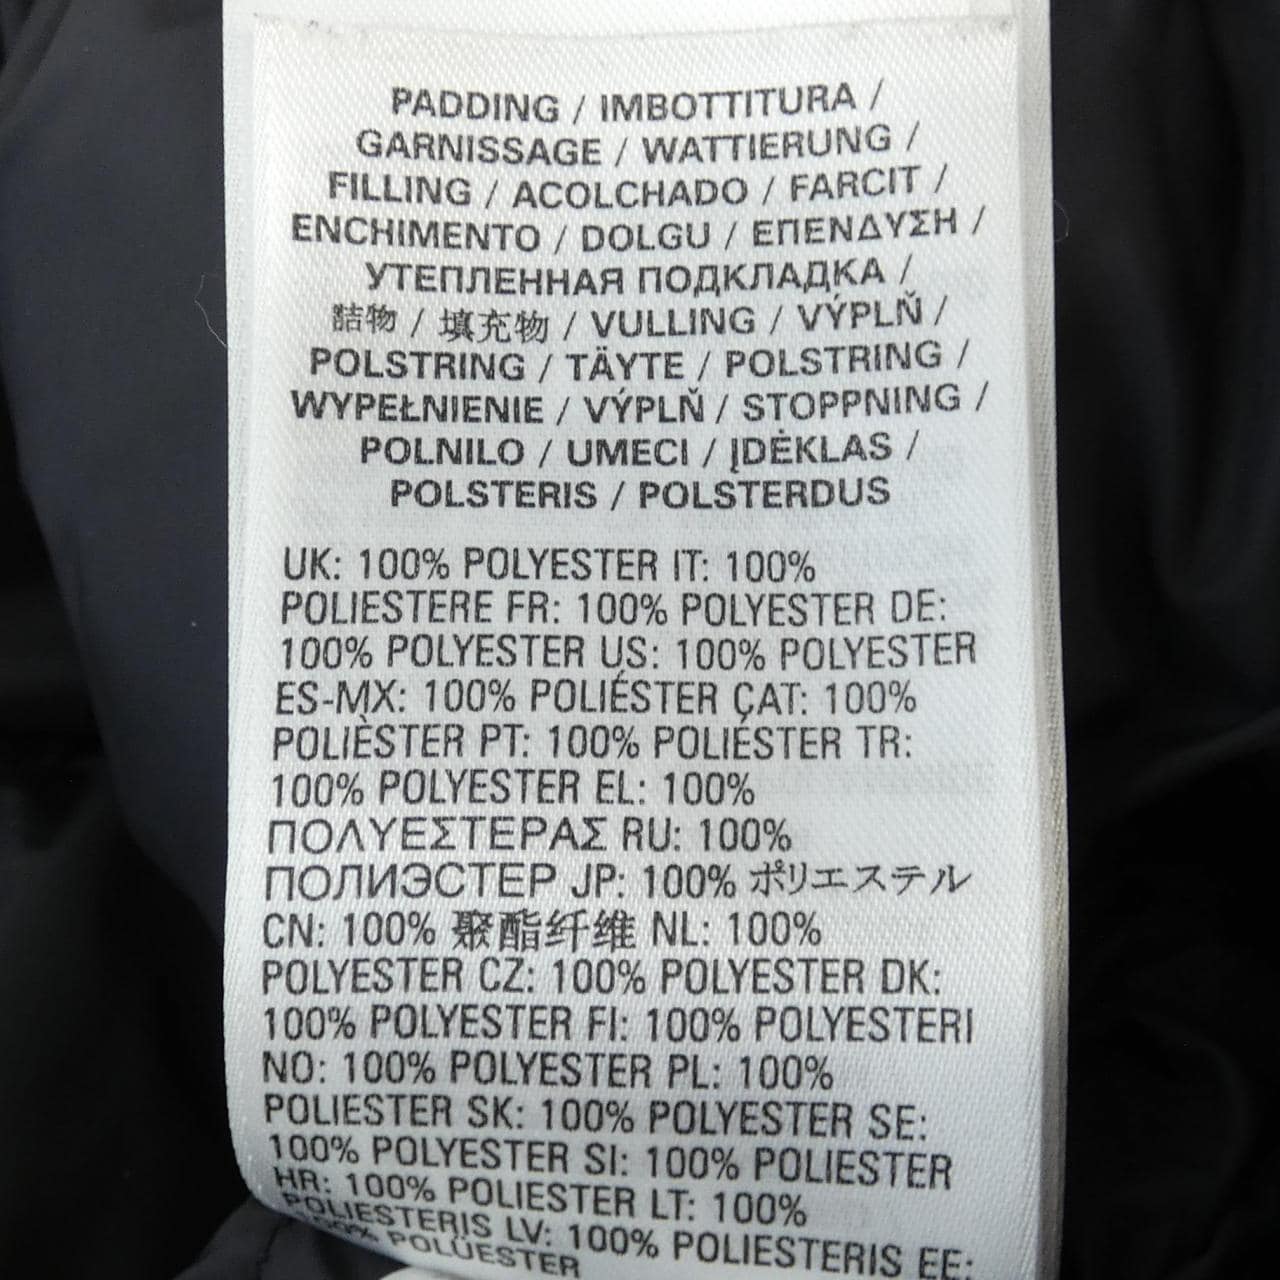 PADDING / IMBOTTITURA /
GARNISSAGE / WATTIERUNG /
FILLING / ACOLCHADO / FARCIT /
ENCHIMENTO / DOLGU / ΕΠΕΝΔΥΣΗ /
УТЕПЛЕННАЯ ПОДКЛАДКА /
詰物 / 填充物 / VULLING / VÝPLŇ /
POLSTRING / TÄYTE / POLSTRING /
WYPEŁNIENIE / VÝPLŇ / STOPPNING /
POLNILO / UMECI / ĮDĖKLAS /
POLSTERIS / POLSTERDUS
UK: 100% POLYESTER IT: 100%
POLIESTERE FR: 100% POLYESTER DE:
100% POLYESTER US: 100% POLYESTER
ES-MX: 100% POLIÉSTER ÇAT: 100%
POLIÈSTER PT: 100% POLIÉSTER TR:
100% POLYESTER EL: 100%
ΠΟΛΥΕΣΤΕΡΑΣ RU: 100%
ПОЛИЭСТЕР JP: 100% ポリエステル
CN: 100% 聚酯纤维 NL: 100%
POLYESTER CZ: 100% POLYESTER DK:
100% POLYESTER FI: 100% POLYESTERI
NO: 100% POLYESTER PL: 100%
POLIESTER SK: 100% POLYESTER SE:
100% POLYESTER SI: 100% POLIESTER
HR: 100% POLIESTER LT: 100%
POLIESTERIS LV: 100% POLIESTERIS EE:
100% POLÜESTER